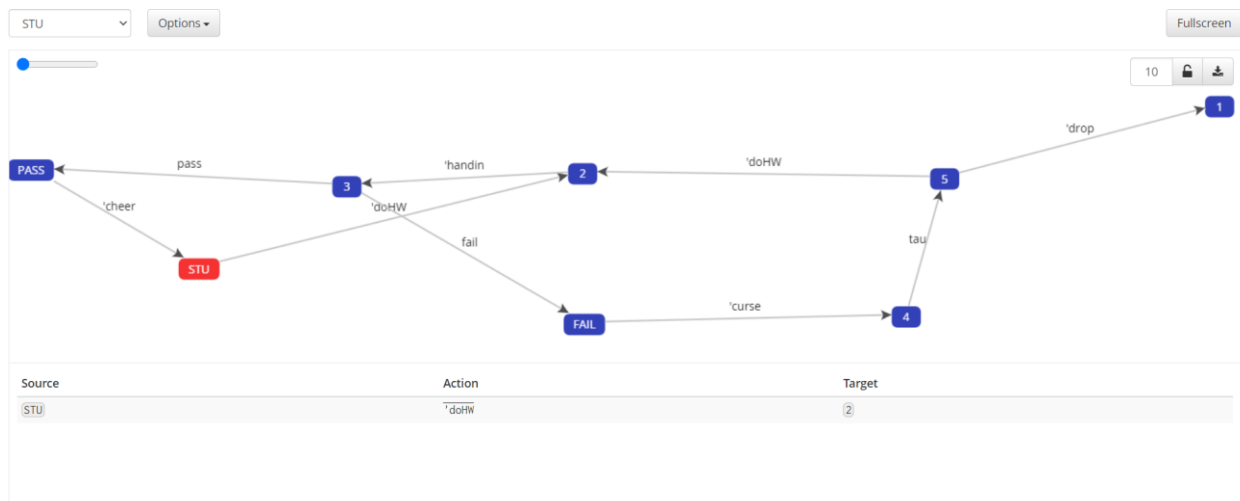 STU Options Fullscreen
10
1
'drop
pass 'handin 'doHW
PASS 2 5
3
'cheer 'doHW
fail tau
STU
'curse 4
FAIL
Source Action Target
STU 'doHW 2